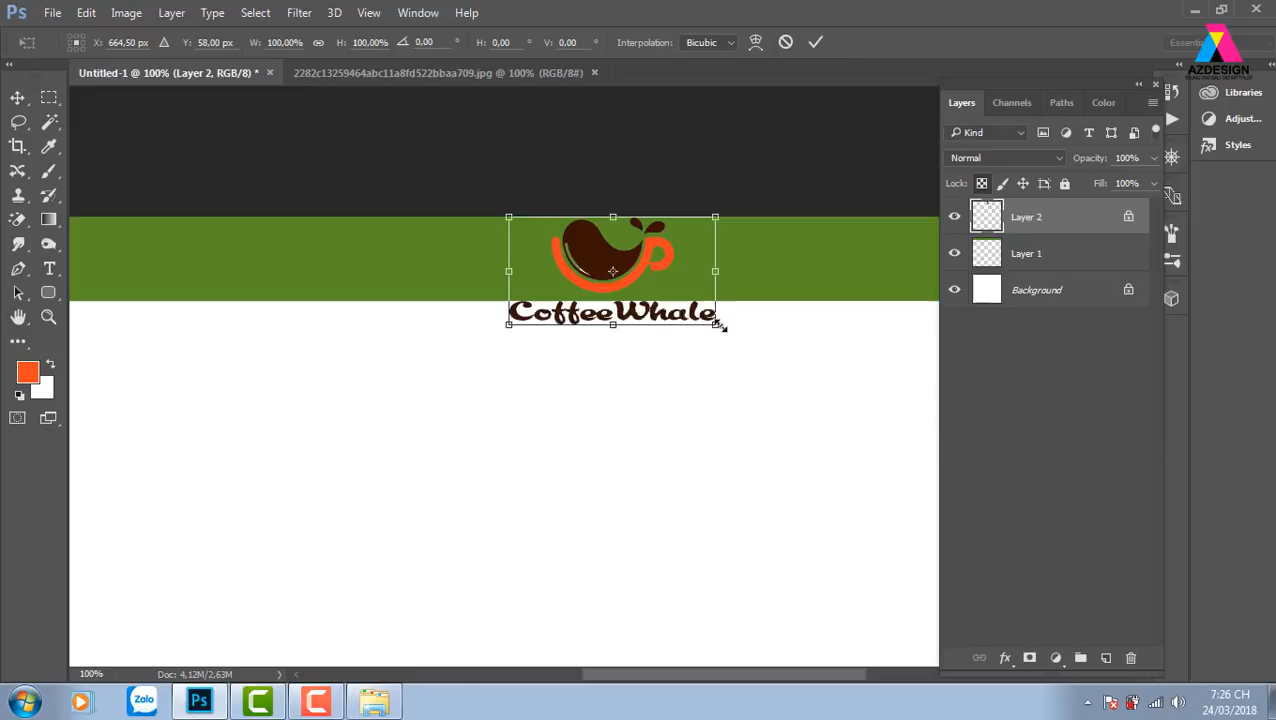 Ps File Edit Image Layer Type Select Filter 3D View Window Help
X: 664,50 px Y: 58,00 px W: 100,00% H: 100,00% 0,00 ° H: 0,00 ° V: 0,00 ° Interpolation: Bicubic Essenti
AZDESIGN
Untitled-1 @ 100% (Layer 2, RGB/8) * × 2282c13259464abc11a8fd522bbaa709.jpg @ 100% (RGB/8#) ×
Layers Channels Paths Color
Libraries
Adjust...
Styles
Kind
Normal Opacity: 100%
Lock: Fill: 100%
Layer 2
Layer 1
Background
CoffeeWhale
100% Doc: 4,12M/2,63M
Zalo Ps
7:26 CH
24/03/2018